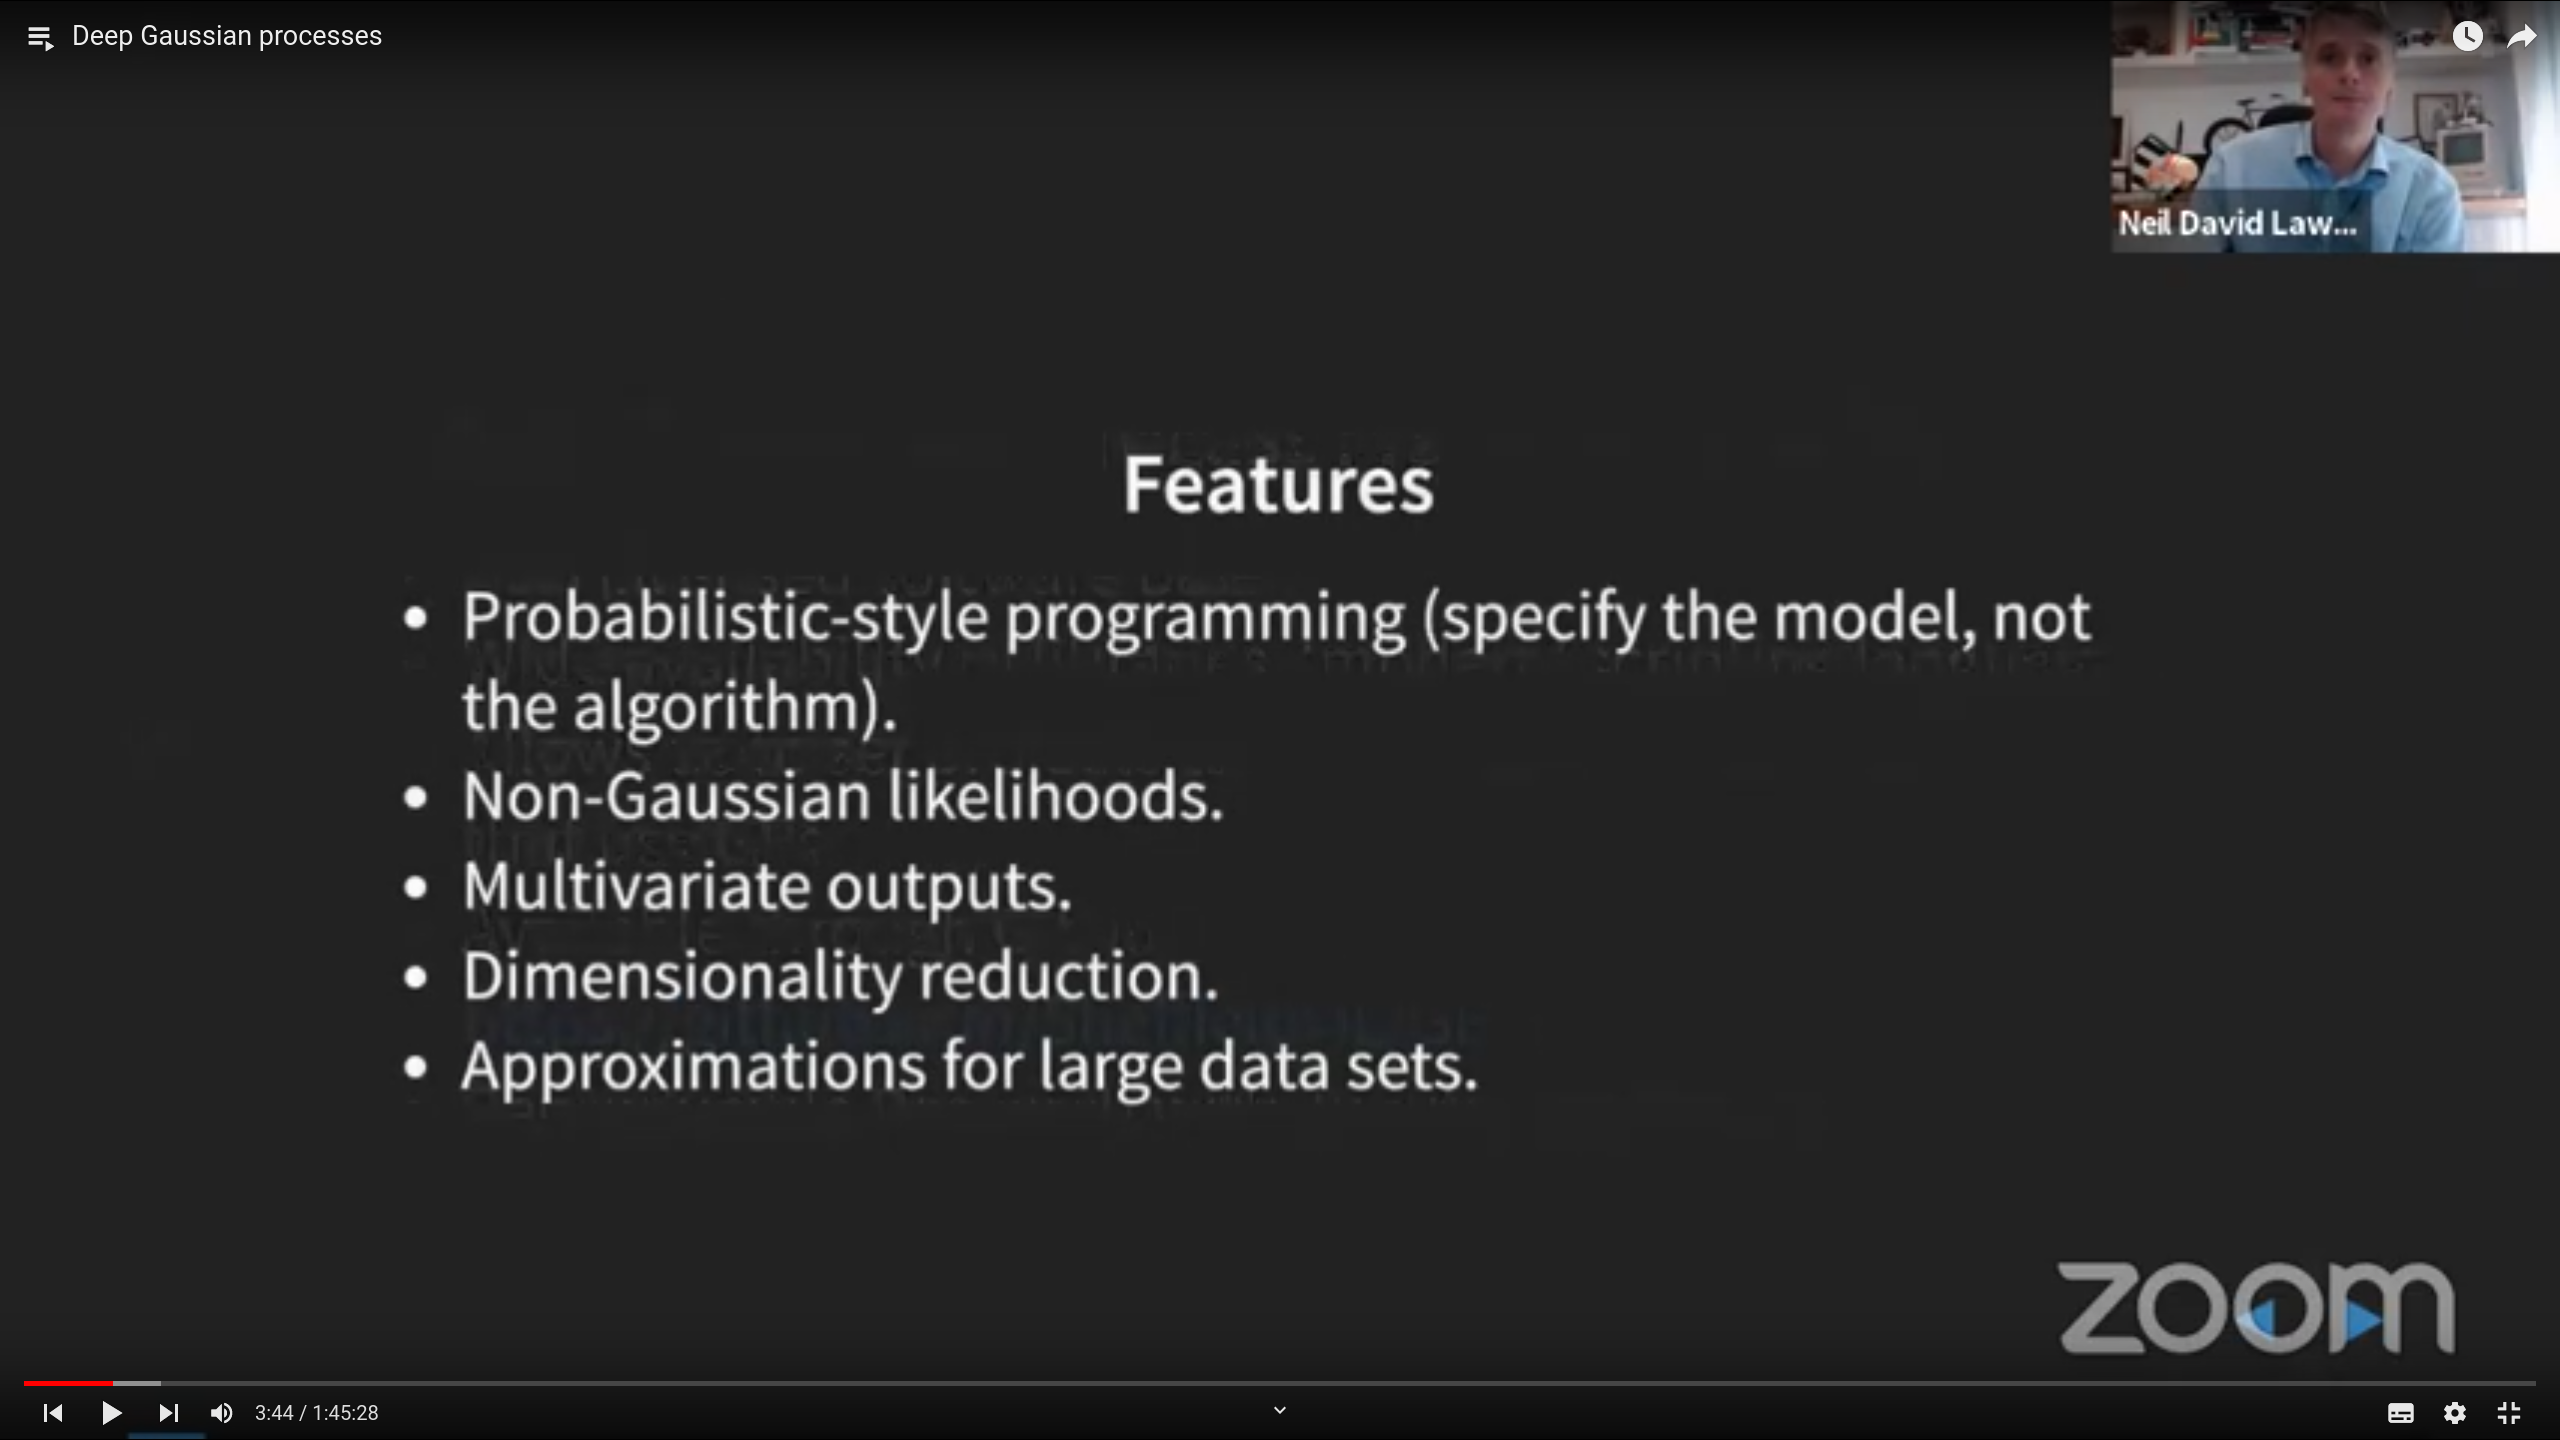 Deep Gaussian processes
Neil David Law...
Features
• Probabilistic-style programming (specify the model, not
the algorithm).
• Non-Gaussian likelihoods.
• Multivariate outputs.
• Dimensionality reduction.
• Approximations for large data sets.
zoom
3:44 / 1:45:28